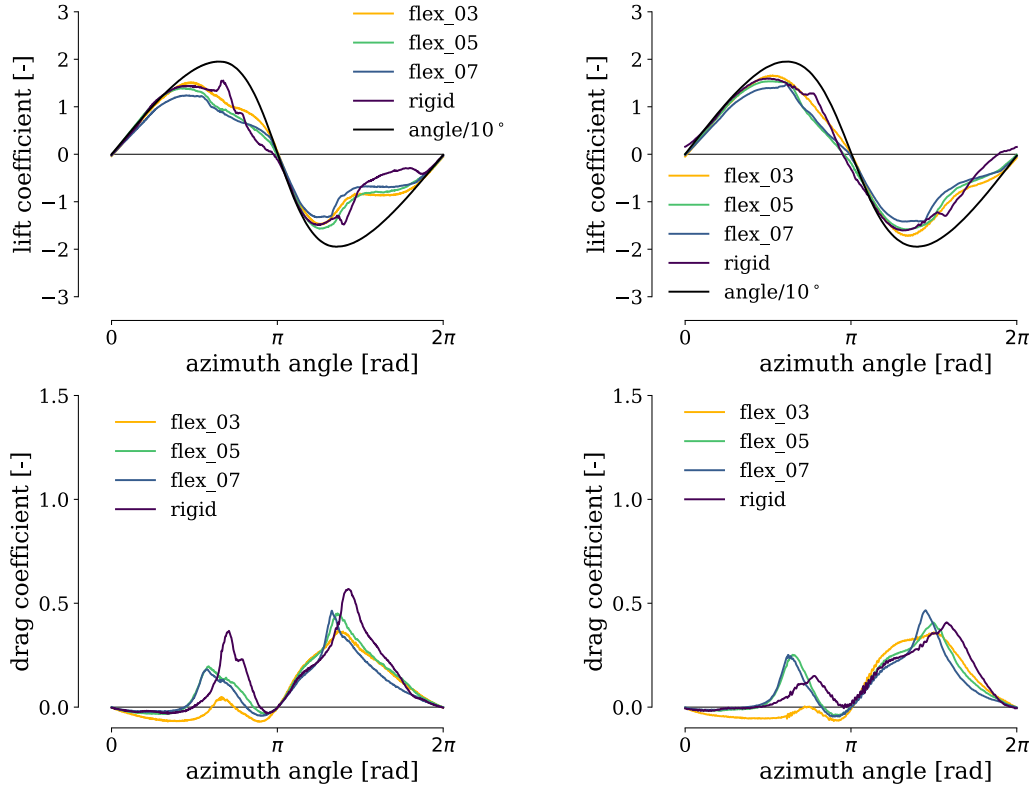 3
2
1
0
−1
−2
−3
lift coefficient [-]
flex_03
flex_05
flex_07
rigid
angle/10°
0
π
2π
azimuth angle [rad]
3
2
1
0
−1
−2
−3
lift coefficient [-]
flex_03
flex_05
flex_07
rigid
angle/10°
0
π
2π
azimuth angle [rad]
1.5
1.0
0.5
0.0
drag coefficient [-]
flex_03
flex_05
flex_07
rigid
0
π
2π
azimuth angle [rad]
1.5
1.0
0.5
0.0
drag coefficient [-]
flex_03
flex_05
flex_07
rigid
0
π
2π
azimuth angle [rad]